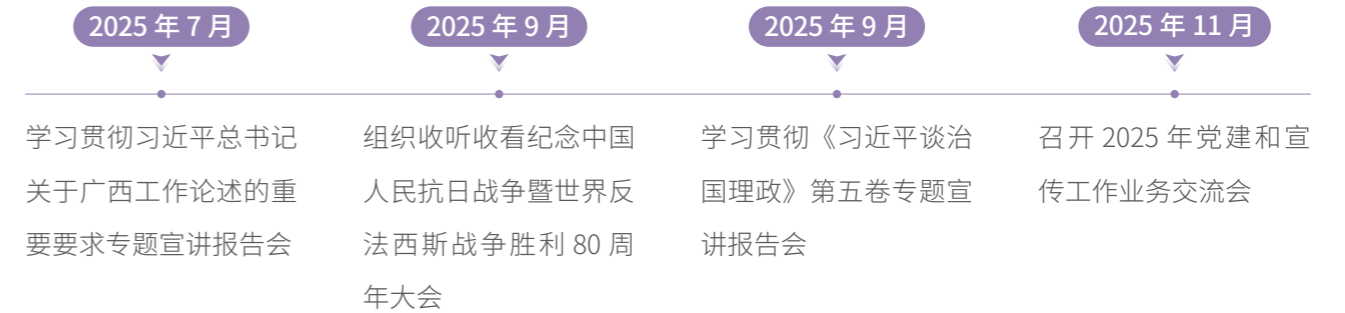 2025 年 7 月
学习贯彻习近平总书记
关于广西工作论述的重
要要求专题宣讲报告会
2025 年 9 月
组织收听收看纪念中国
人民抗日战争暨世界反
法西斯战争胜利 80 周
年大会
2025 年 9 月
学习贯彻《习近平谈治
国理政》第五卷专题宣
讲报告会
2025 年 11 月
召开 2025 年党建和宣
传工作业务交流会